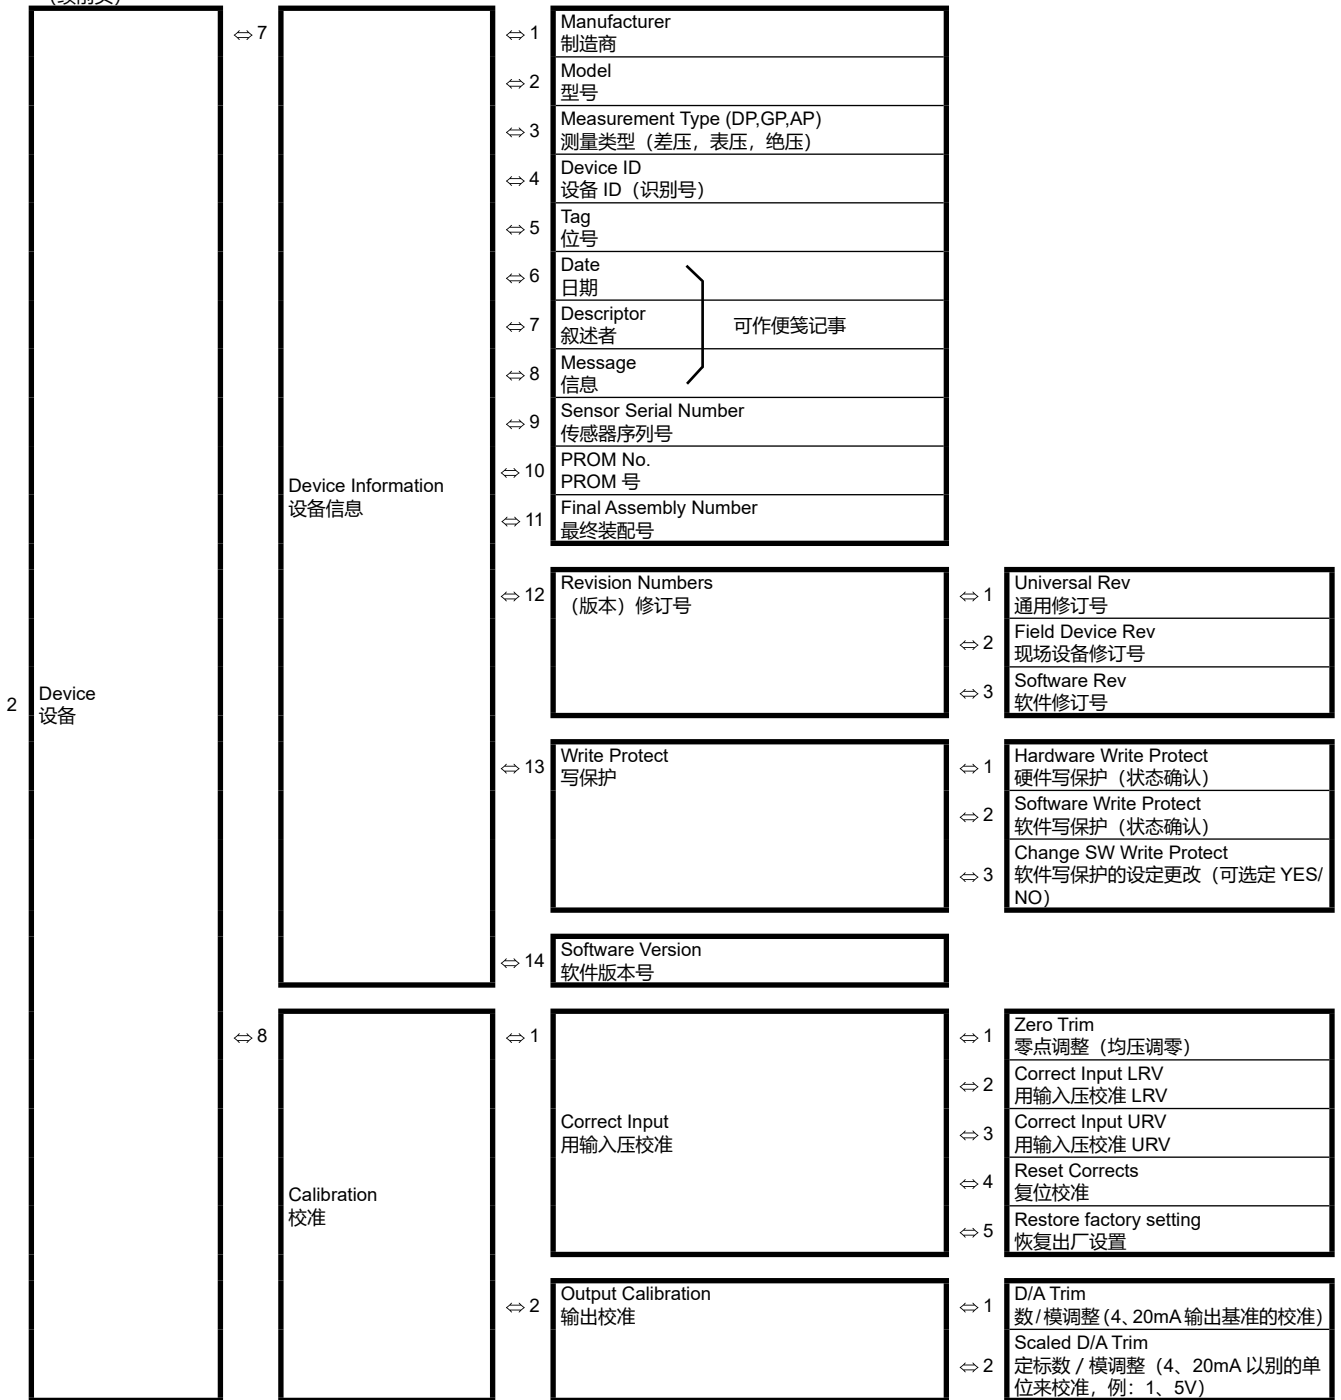 （续前页）
⇔ 7
⇔ 1
Manufacturer
制造商
⇔ 2
Model
型号
⇔ 3
Measurement Type (DP,GP,AP)
测量类型（差压，表压，绝压）
⇔ 4
Device ID
设备 ID（识别号）
⇔ 5
Tag
位号
⇔ 6
Date
日期
⇔ 7
Descriptor
叙述者
可作便笺记事
⇔ 8
Message
信息
⇔ 9
Sensor Serial Number
传感器序列号
⇔ 10
PROM No.
PROM 号
Device Information
设备信息
⇔ 11
Final Assembly Number
最终装配号
⇔ 12
Revision Numbers
（版本）修订号
⇔ 1
Universal Rev
通用修订号
⇔ 2
Field Device Rev
现场设备修订号
2
Device
设备
⇔ 3
Software Rev
软件修订号
⇔ 13
Write Protect
写保护
⇔ 1
Hardware Write Protect
硬件写保护（状态确认）
⇔ 2
Software Write Protect
软件写保护（状态确认）
⇔ 3
Change SW Write Protect
软件写保护的设定更改（可选定 YES/
NO）
⇔ 14
Software Version
软件版本号
⇔ 8
Calibration
校准
⇔ 1
Correct Input
用输入压校准
⇔ 1
Zero Trim
零点调整（均压调零）
⇔ 2
Correct Input LRV
用输入压校准 LRV
⇔ 3
Correct Input URV
用输入压校准 URV
⇔ 4
Reset Corrects
复位校准
⇔ 5
Restore factory setting
恢复出厂设置
⇔ 2
Output Calibration
输出校准
⇔ 1
D/A Trim
数/模调整（4、20mA 输出基准的校准）
⇔ 2
Scaled D/A Trim
定标数 / 模调整（4、20mA 以别的单
位来校准，例：1、5V）